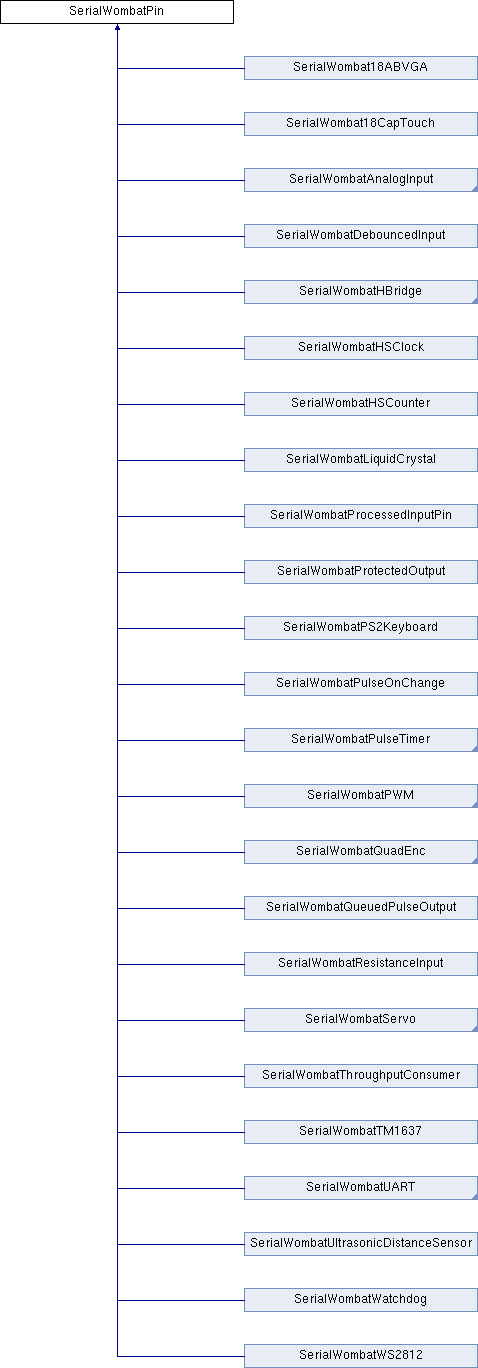 SerialWombatPin
SerialWombat18ABVGA
SerialWombat18CapTouch
SerialWombatAnalogInput
SerialWombatDebouncedInput
SerialWombatHBridge
SerialWombatHSClock
SerialWombatHSCounter
SerialWombatLiquidCrystal
SerialWombatProcessedInputPin
SerialWombatProtectedOutput
SerialWombatPS2Keyboard
SerialWombatPulseOnChange
SerialWombatPulseTimer
SerialWombatPWM
SerialWombatQuadEnc
SerialWombatQueuedPulseOutput
SerialWombatResistanceInput
SerialWombatServo
SerialWombatThroughputConsumer
SerialWombatTM1637
SerialWombatUART
SerialWombatUltrasonicDistanceSensor
SerialWombatWatchdog
SerialWombatWS2812